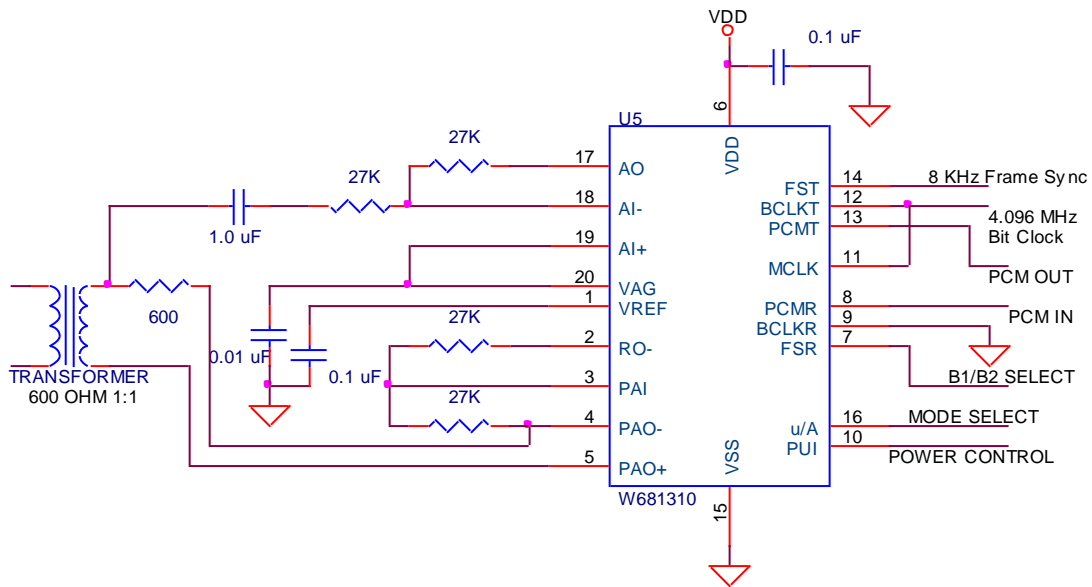 VDD
0.1 uF
6
U5
27K
17
AO
VDD
14
FST
8 KHz Frame Sync
27K
18
AI-
12
BCLKT
4.096 MHz
Bit Clock
13
PCMT
1.0 uF
19
AI+
11
MCLK
PCM OUT
20
VAG
1
VREF
8
PCMR
PCM IN
600
27K
9
BCLKR
2
RO-
7
FSR
0.01 uF
0.1 uF
TRANSFORMER
600 OHM 1:1
3
PAI
B1/B2 SELECT
27K
4
PAO-
16
u/A
MODE SELECT
10
PUI
POWER CONTROL
5
PAO+
VSS
W681310
15